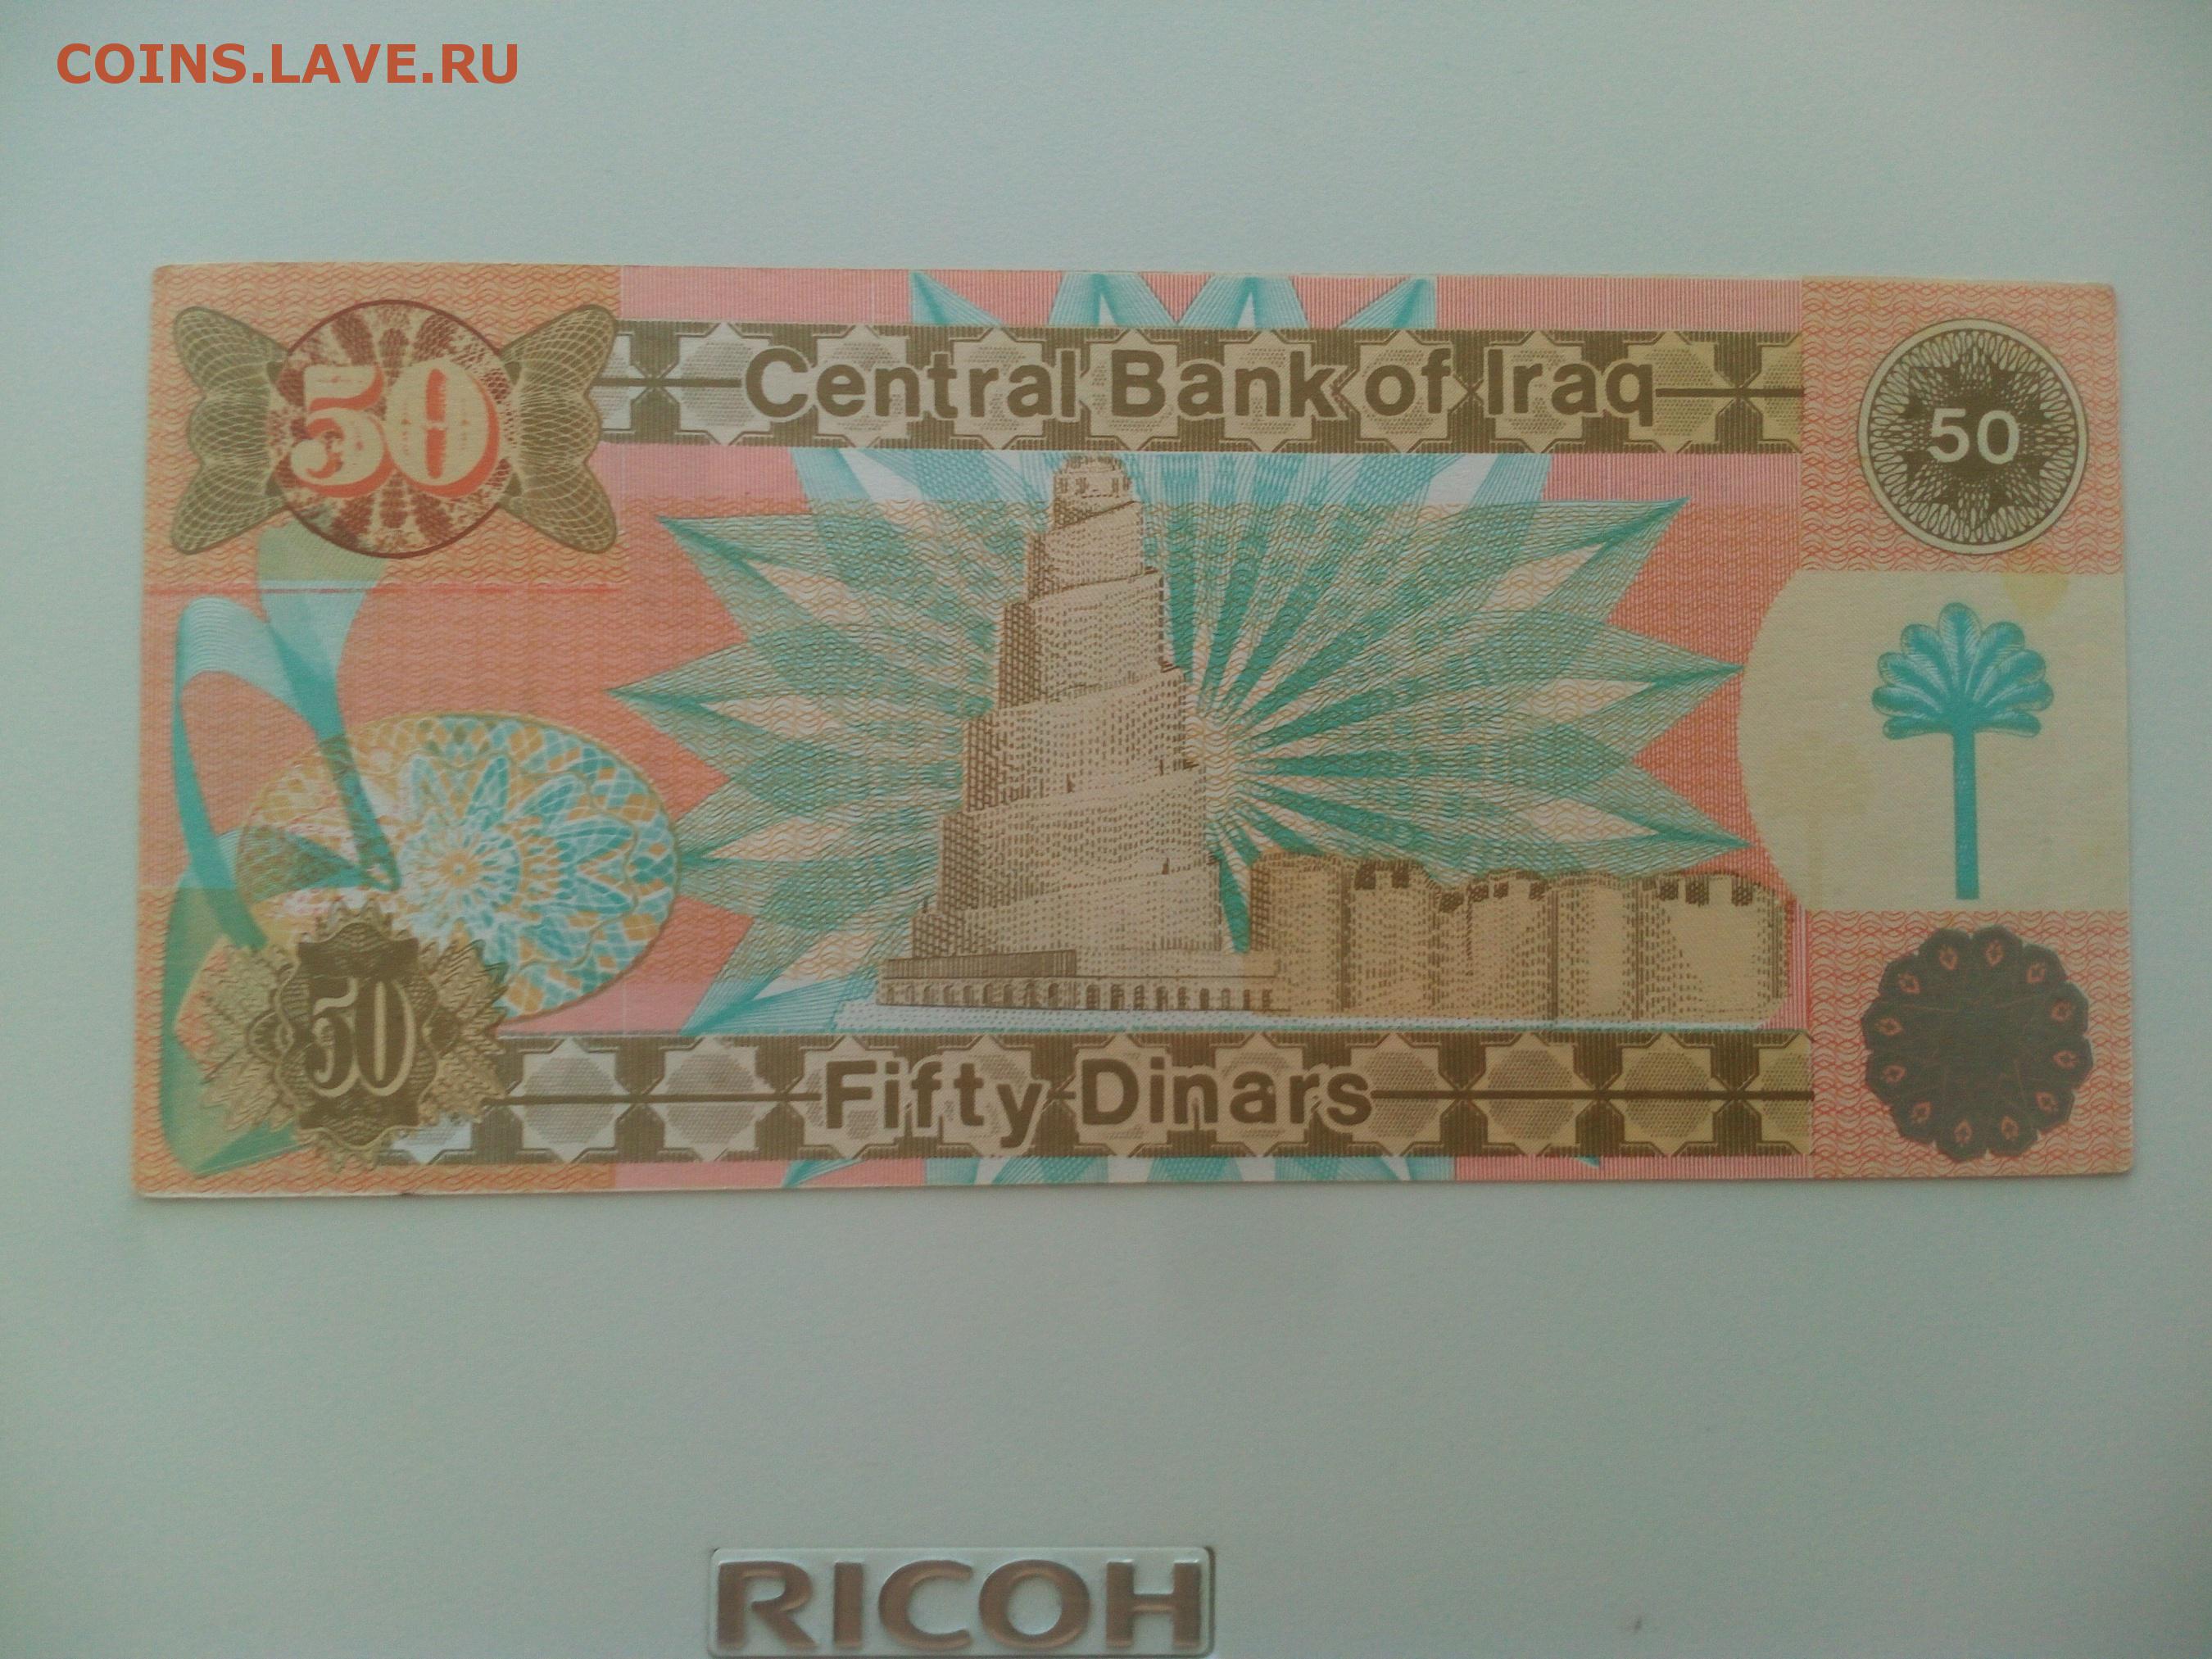 COINS.LAVE.RU
50
Central Bank of Iraq
50
50
Fifty Dinars
RICOH